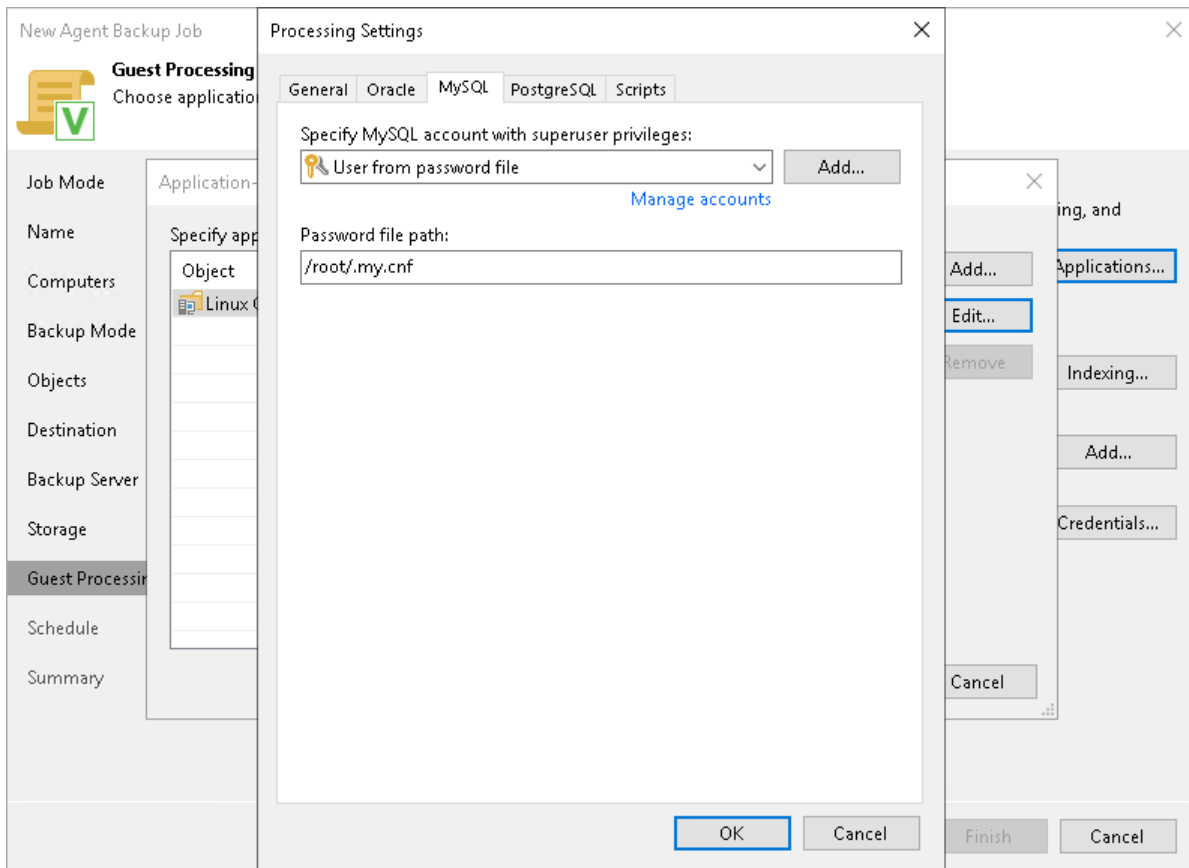 New Agent Backup Job
Guest Processing
Choose applicatio
Job Mode
Name
Computers
Backup Mode
Objects
Destination
Backup Server
Storage
Guest Processin
Schedule
Summary
Application-
Specify app
Object
Linux
Processing Settings
General Oracle MySQL PostgreSQL Scripts
Specify MySQL account with superuser privileges:
User from password file Add...
Manage accounts
Password file path:
/root/.my.cnf
OK Cancel
Add...
Edit...
Remove
Cancel
ing, and
Applications...
Indexing...
Add...
Credentials...
Finish Cancel